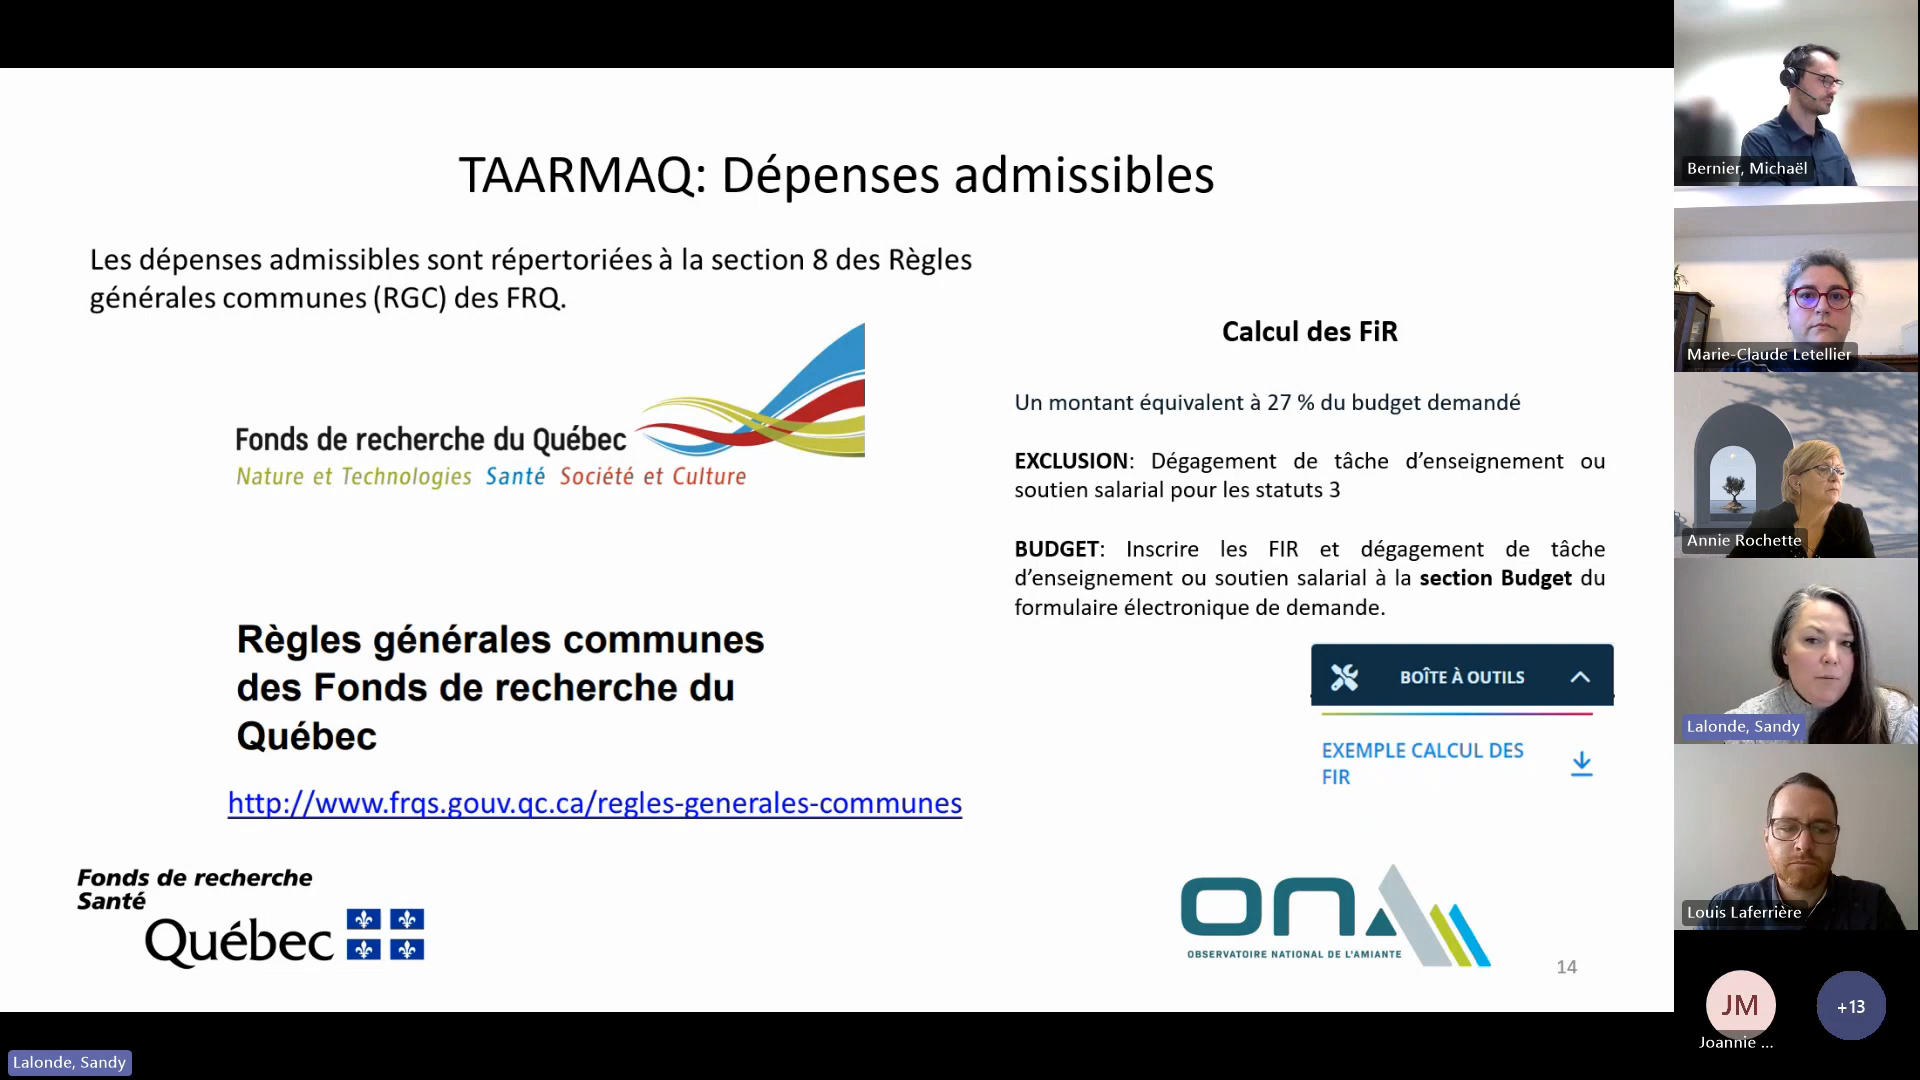 TAARMAQ: Dépenses admissibles
Les dépenses admissibles sont répertoriées à la section 8 des Règles
générales communes (RGC) des FRQ.
Fonds de recherche du Québec
Nature et Technologies Santé Société et Culture
Règles générales communes
des Fonds de recherche du
Québec
http://www.frqs.gouv.qc.ca/regles-generales-communes
Calcul des FiR
Un montant équivalent à 27 % du budget demandé
EXCLUSION: Dégagement de tâche d’enseignement ou
soutien salarial pour les statuts 3
BUDGET: Inscrire les FIR et dégagement de tâche
d’enseignement ou soutien salarial à la section Budget du
formulaire électronique de demande.
BOÎTE À OUTILS
EXEMPLE CALCUL DES
FIR
Fonds de recherche
Santé
Québec
ONA
OBSERVATOIRE NATIONAL DE L'AMIANTE
14
Bernier, Michaël
Marie-Claude Letellier
Annie Rochette
Lalonde, Sandy
Louis Laferrière
JM
+13
Joannie ...
Lalonde, Sandy